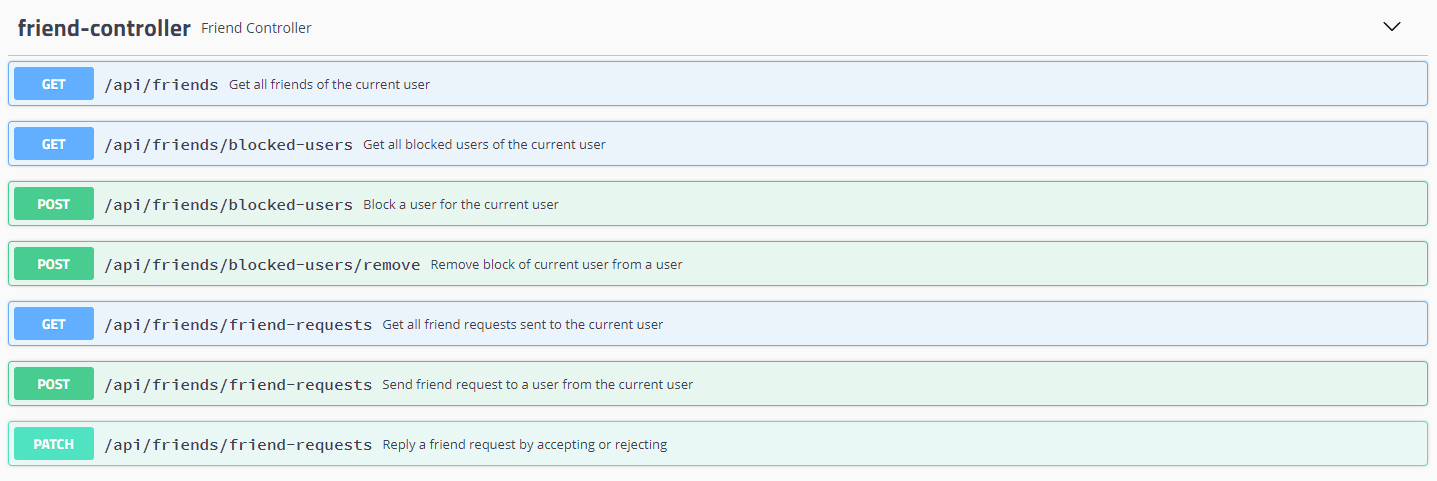 friend-controller Friend Controller
GET /api/friends Get all friends of the current user
GET /api/friends/blocked-users Get all blocked users of the current user
POST /api/friends/blocked-users Block a user for the current user
POST /api/friends/blocked-users/remove Remove block of current user from a user
GET /api/friends/friend-requests Get all friend requests sent to the current user
POST /api/friends/friend-requests Send friend request to a user from the current user
PATCH /api/friends/friend-requests Reply a friend request by accepting or rejecting